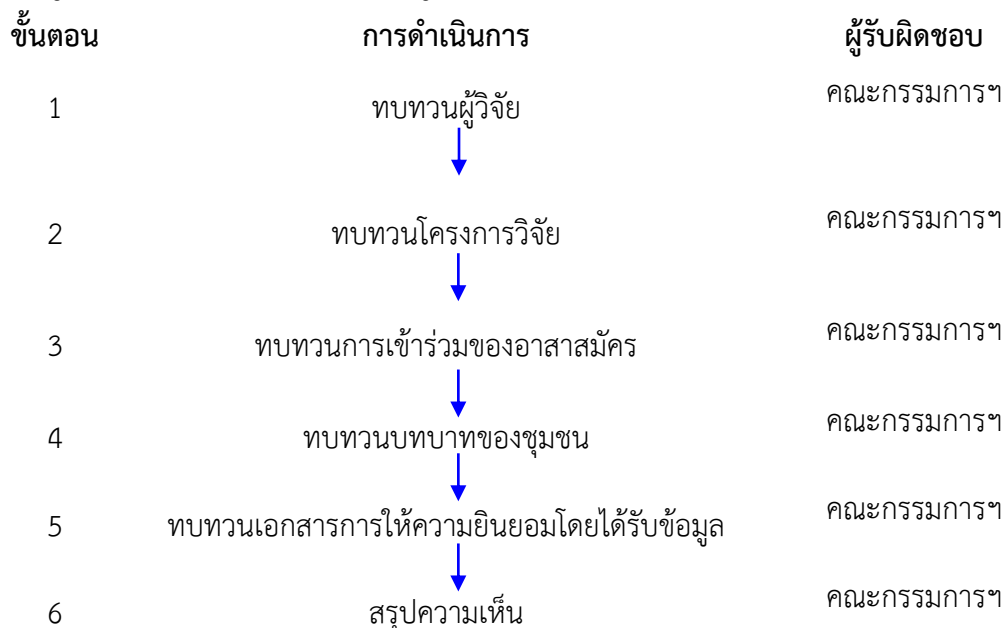 ขั้นตอน การดำเนินการ ผู้รับผิดชอบ
1 ทบทวนผู้วิจัย คณะกรรมการฯ
2 ทบทวนโครงการวิจัย คณะกรรมการฯ
3 ทบทวนการเข้าร่วมของอาสาสมัคร คณะกรรมการฯ
4 ทบทวนบทบาทของชุมชน คณะกรรมการฯ
5 ทบทวนเอกสารการให้ความยินยอมโดยได้รับข้อมูล คณะกรรมการฯ
6 สรุปความเห็น คณะกรรมการฯ